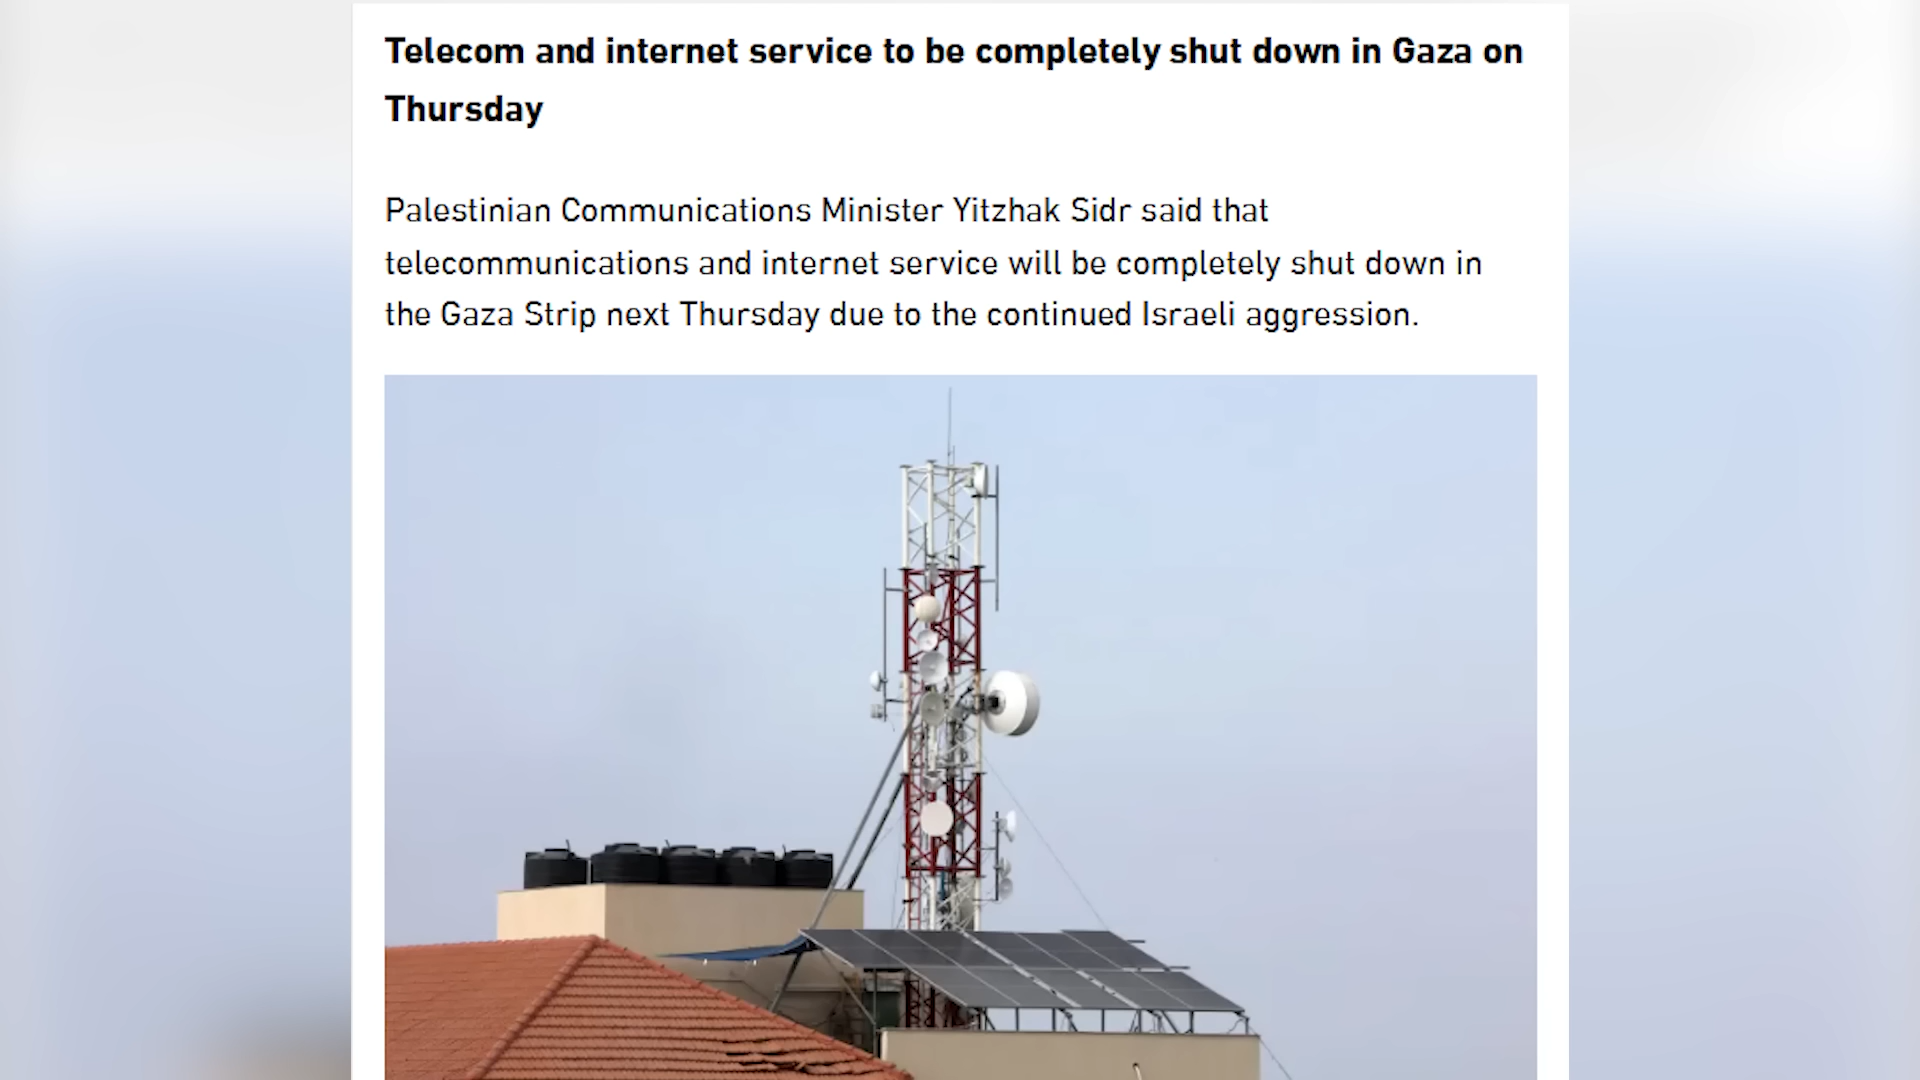 Telecom and internet service to be completely shut down in Gaza on
Thursday
Palestinian Communications Minister Yitzhak Sidr said that
telecommunications and internet service will be completely shut down in
the Gaza Strip next Thursday due to the continued Israeli aggression.